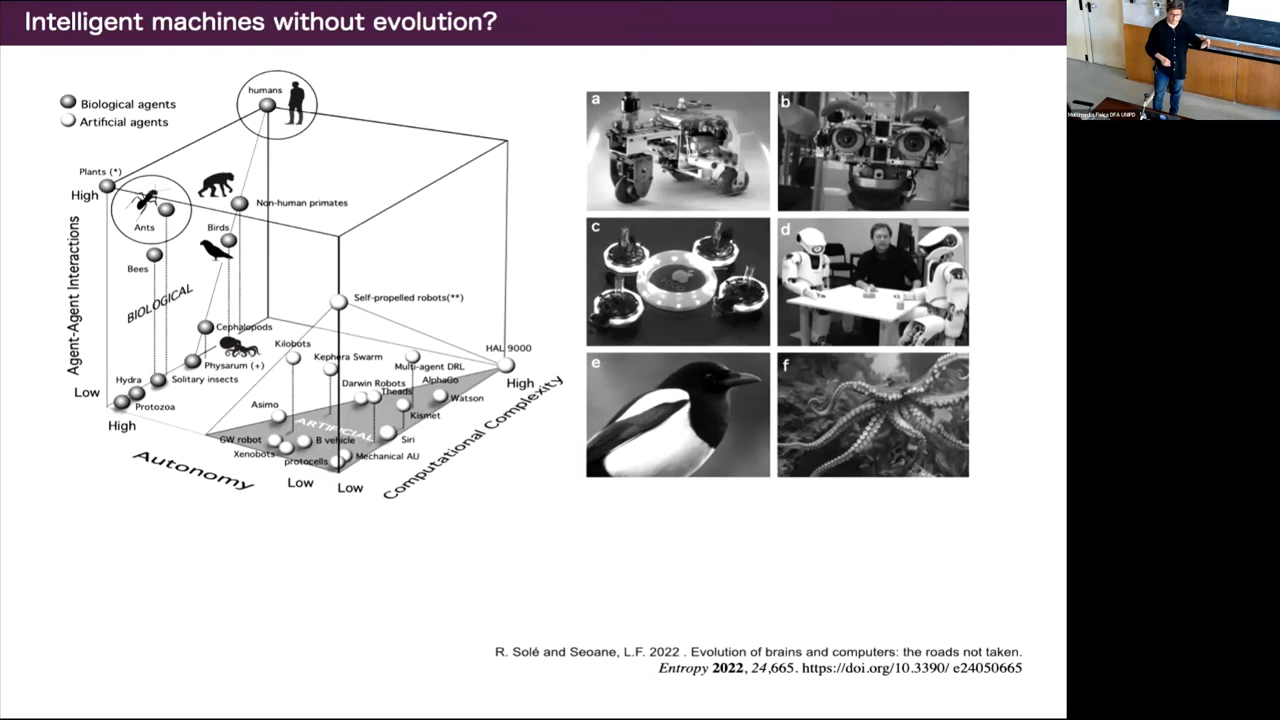 Intelligent machines without evolution?
Multimedia Fisica DFA UNIPD
Biological agents
Artificial agents
humans
Plants (*)
High
Ants
Non-human primates
Birds
Bees
BIOLOGICAL
Agent-Agent Interactions
Self-propelled robots(**)
Cephalopods
Kilobots
HAL 9000
Kephera Swarm
Physarum (+)
Multi-agent DRL
Hydra
Solitary insects
Darwin Robots
AlphaGo
High
Low
Theads
Watson
Protozoa
Asimo
Kismet
High
ARTIFICIAL
GW robot
B vehicle
Siri
Xenobots
protocells
Mechanical AU
Autonomy
Low
Low
Computational Complexity
a
b
c
d
e
f
R. Solé and Seoane, L.F. 2022 . Evolution of brains and computers: the roads not taken.
Entropy 2022, 24,665. https://doi.org/10.3390/ e24050665